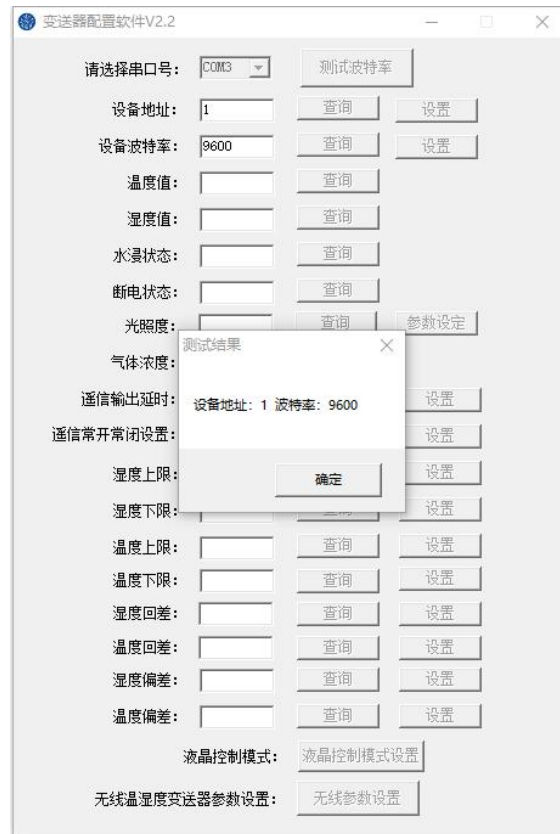 变送器配置软件V2.2
请选择串口号： COM3 测试波特率
设备地址： 1 查询 设置
设备波特率： 9600 查询 设置
温度值： 查询
湿度值： 查询
水浸状态： 查询
断电状态： 查询
光照度： 查询 参数设定
测试结果
气体浓度：
设备地址：1 波特率：9600
遥信输出延时： 设置
遥信常开常闭设置： 设置
湿度上限： 设置
确定
湿度下限： 查询 设置
温度上限： 查询 设置
温度下限： 查询 设置
湿度回差： 查询 设置
温度回差： 查询 设置
湿度偏差： 查询 设置
温度偏差： 查询 设置
液晶控制模式： 液晶控制模式设置
无线温湿度变送器参数设置： 无线参数设置